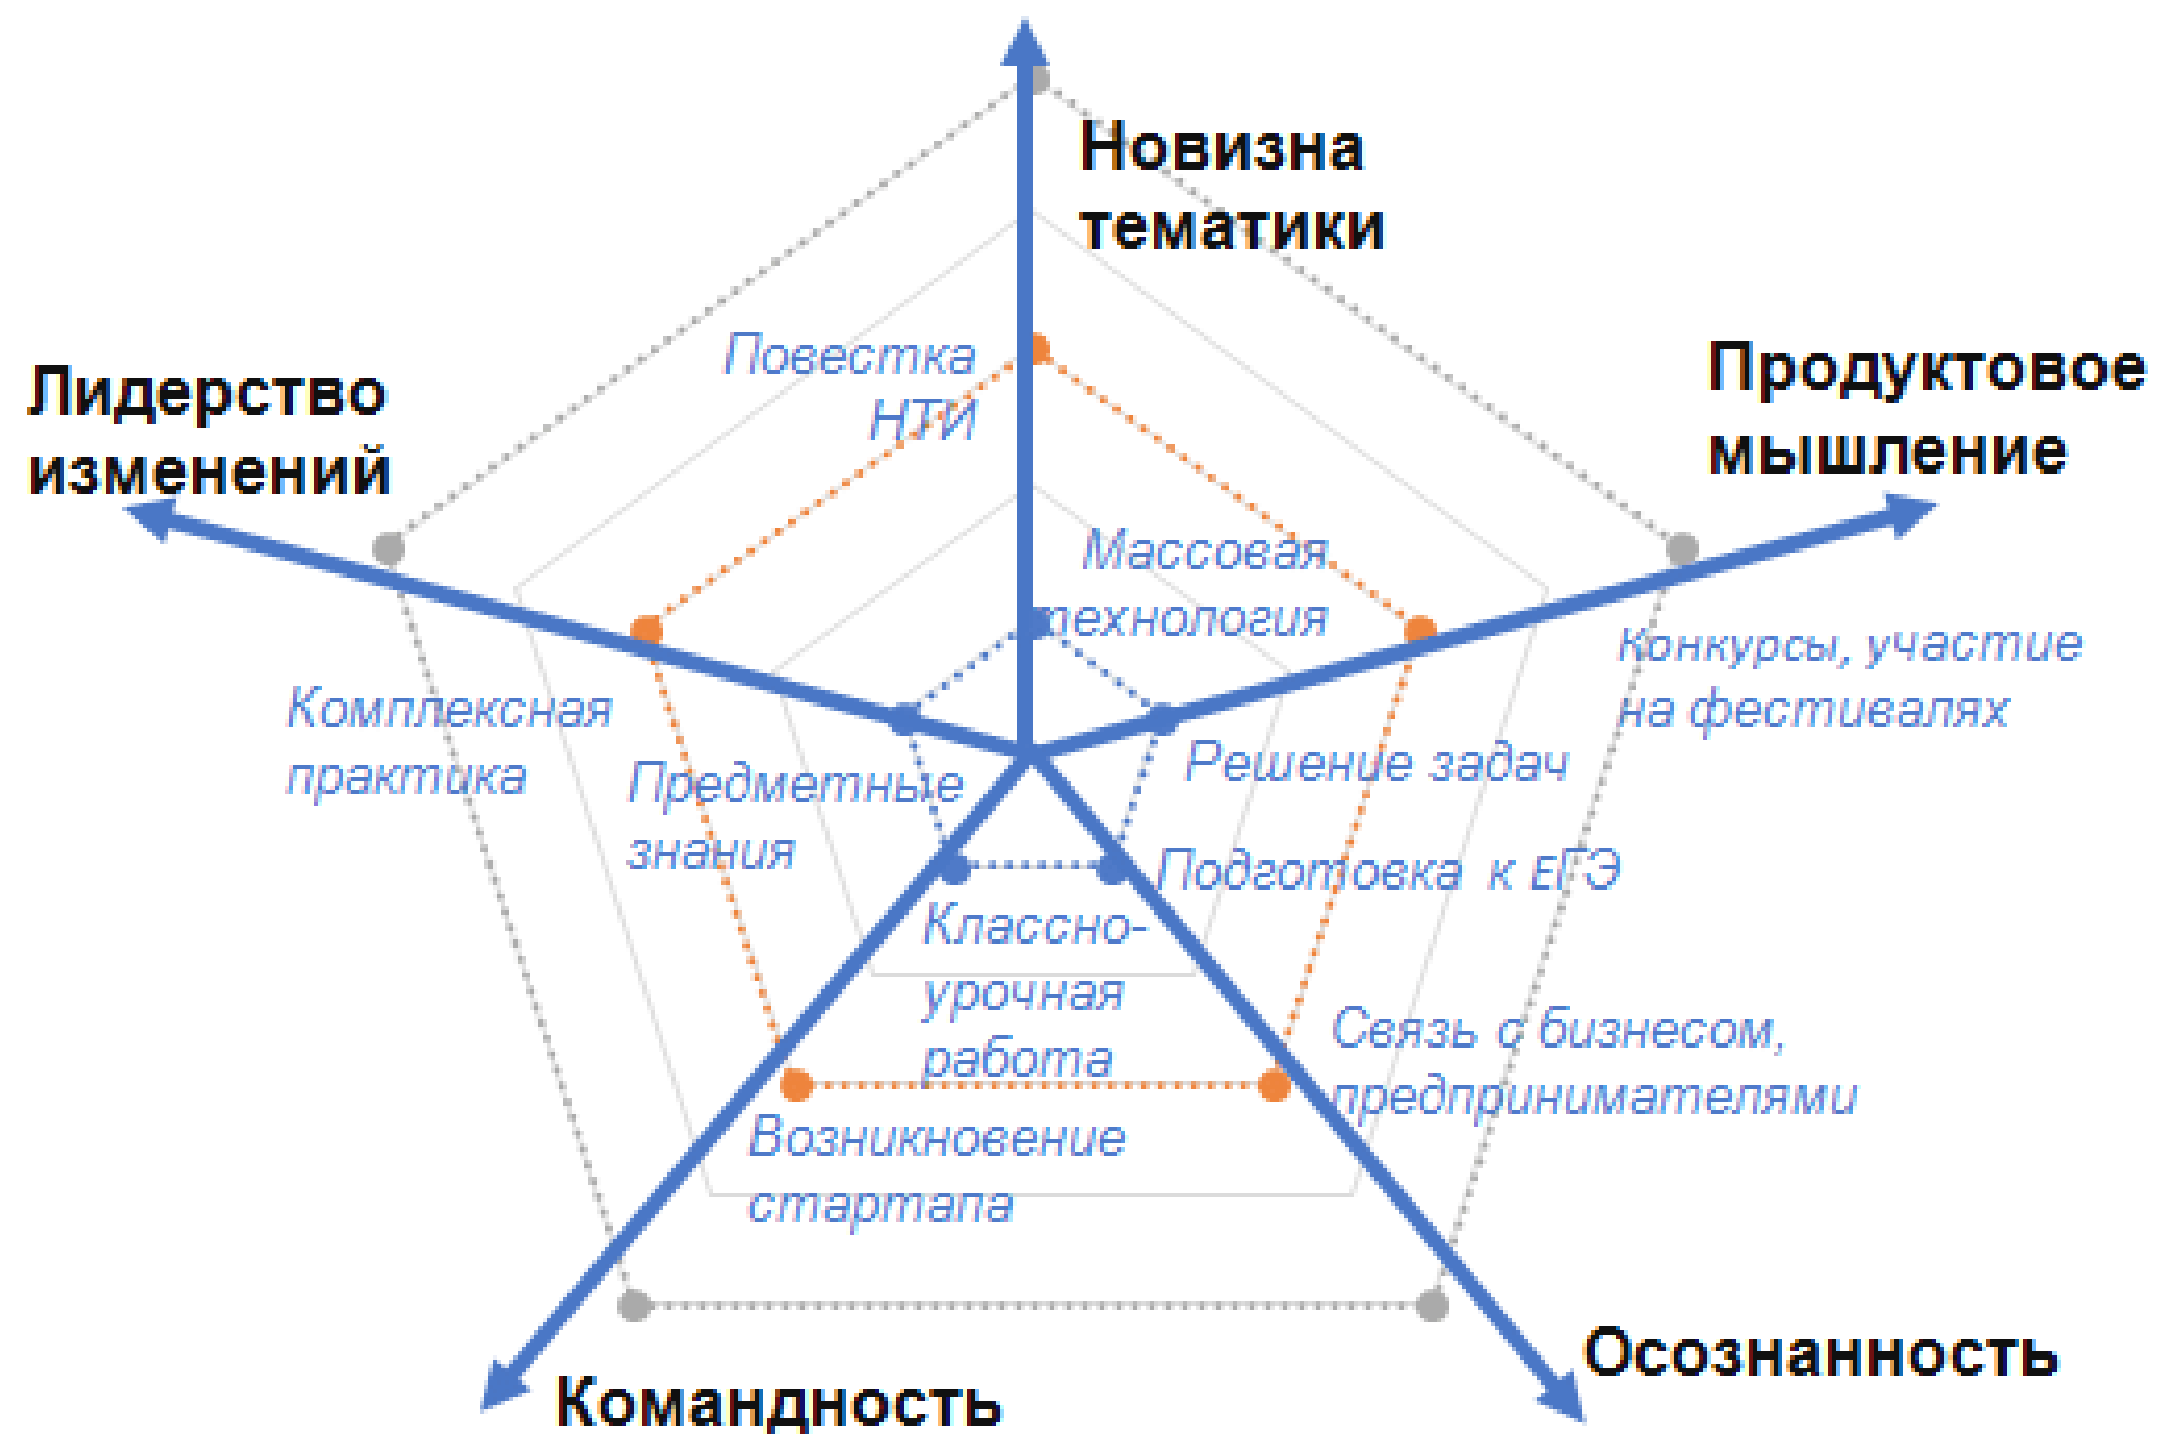 Новизна
тематики
Продуктовое
мышление
Лидерство
изменений
Повестка
НТИ
Массовая
технология
Конкурсы, участие
на фестивалях
Комплексная
практика
Предметные
знания
Решение задач
Подготовка к ЕГЭ
Классно-
урочная
работа
Связь с бизнесом,
предпринимателями
Возникновение
стартапа
Осознанность
Командность